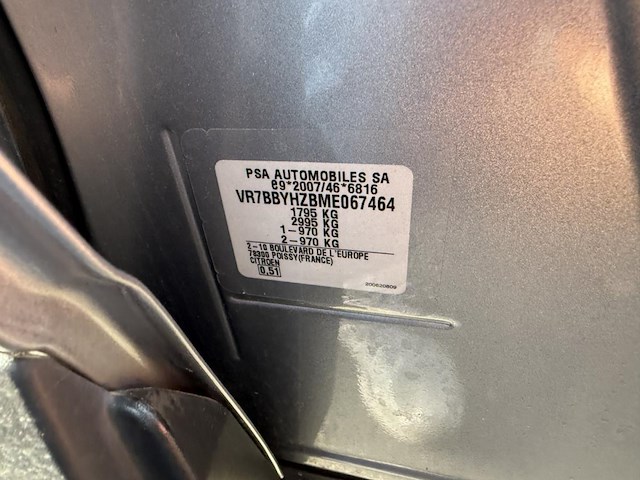 PSA AUTOMOBILES SA
e9*2007/46*6816
VR7BBYHZBME067464
1795 KG
2995 KG
1-970 KG
2-970 KG
2-10 BOULEVARD DE L'EUROPE
78300 POISSY(FRANCE)
CITROEN
0,51